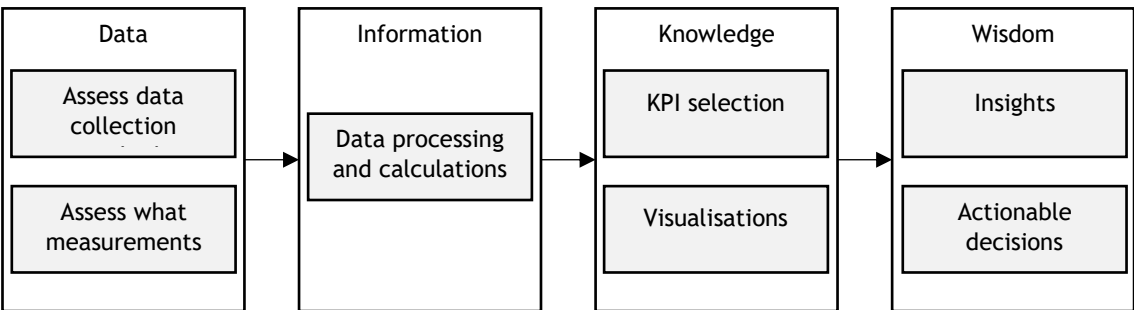 Data
Assess data
collection
Assess what
measurements
Information
Data processing
and calculations
Knowledge
KPI selection
Visualisations
Wisdom
Insights
Actionable
decisions